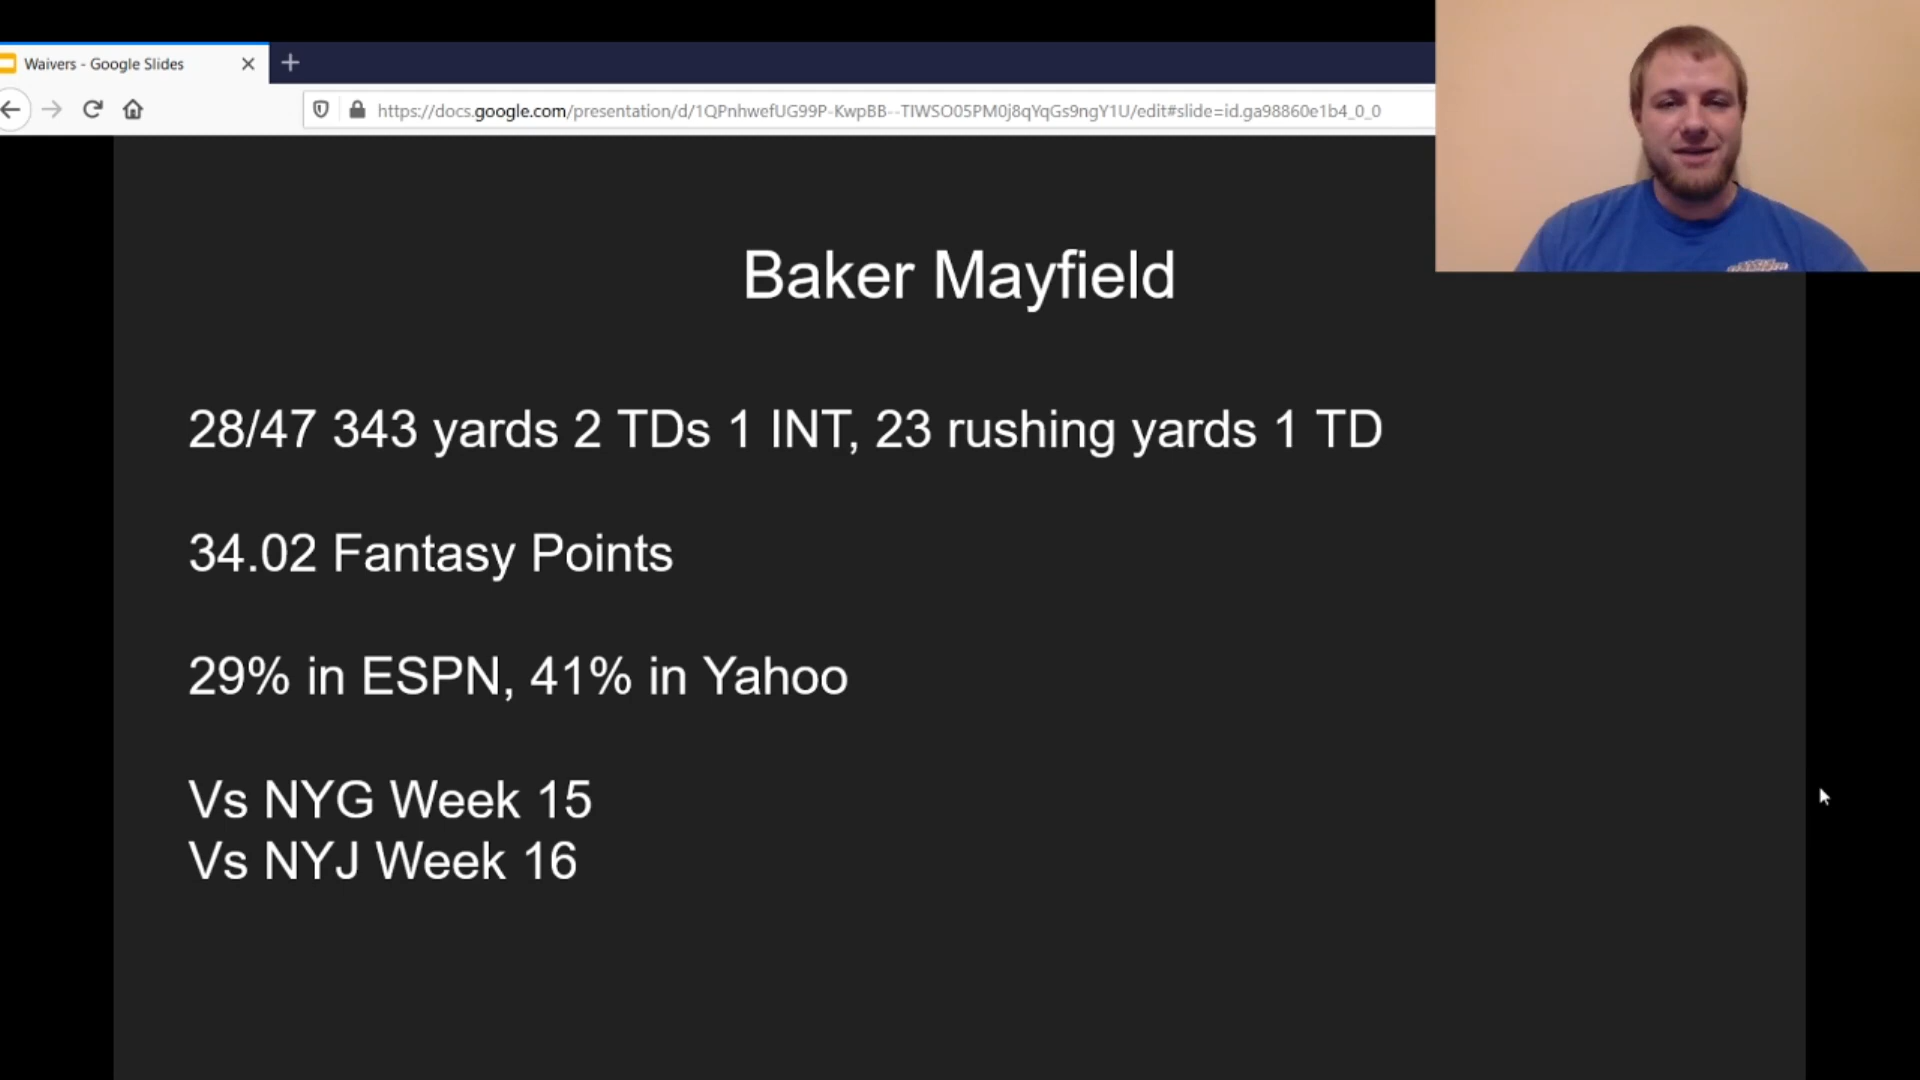 Waivers - Google Slides
https://docs.google.com/presentation/d/1QPnhwefUG99P-KwpBB--TIWSO05PM0j8qYqGs9ngY1U/edit#slide=id.ga98860e1b4_0_0
Baker Mayfield
28/47 343 yards 2 TDs 1 INT, 23 rushing yards 1 TD
34.02 Fantasy Points
29% in ESPN, 41% in Yahoo
Vs NYG Week 15
Vs NYJ Week 16